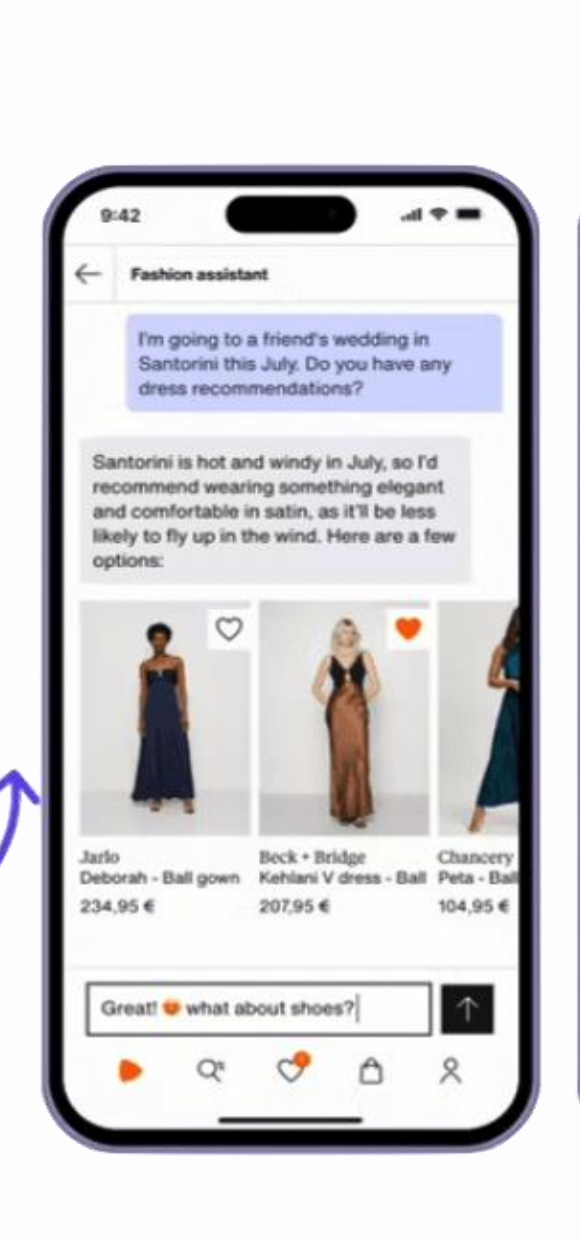 9:42
Fashion assistant
I'm going to a friend's wedding in
Santorini this July. Do you have any
dress recommendations?
Santorini is hot and windy in July, so I'd
recommend wearing something elegant
and comfortable in satin, as it'll be less
likely to fly up in the wind. Here are a few
options:
Jarlo
Deborah - Ball gown
234,95 €
Beck + Bridge
Kehlani V dress - Ball
207,95 €
Chancery
Peta - Ball
104,95 €
Great! 😍 what about shoes?